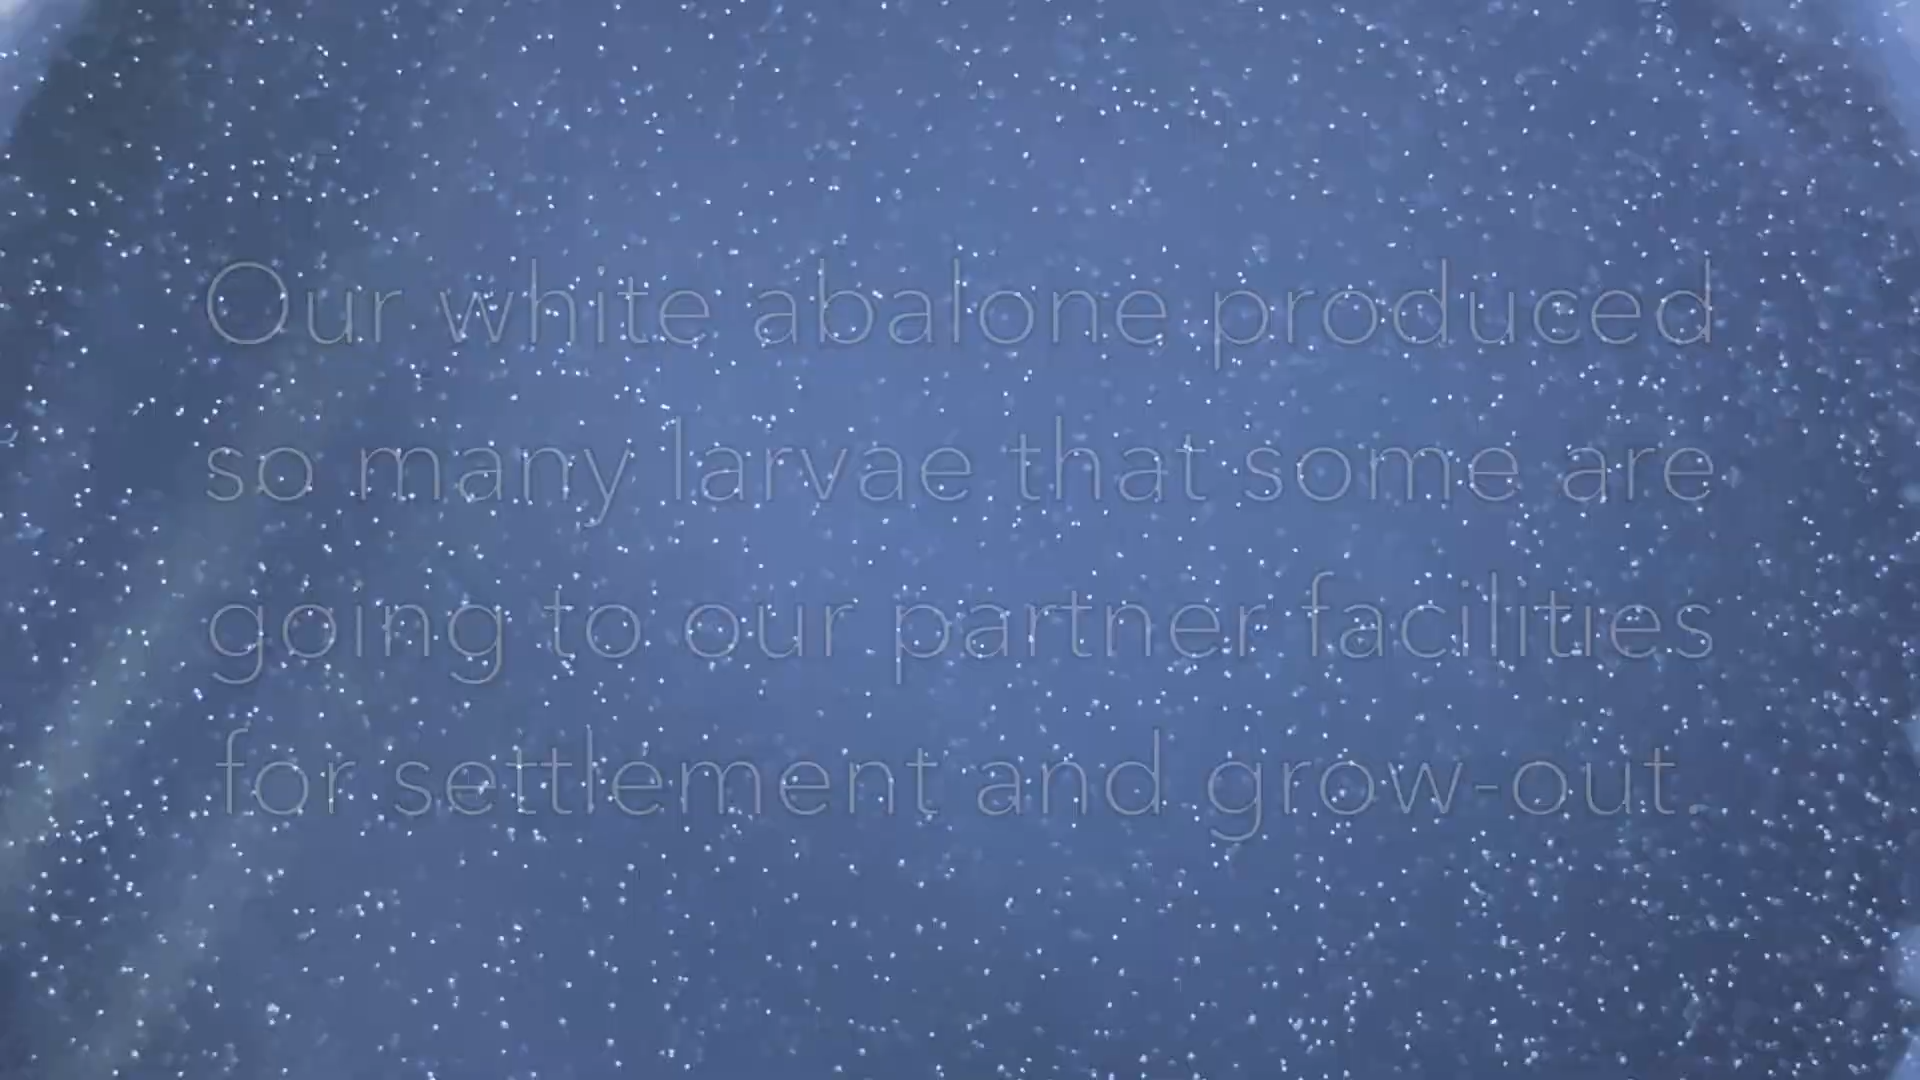 Our white abalone produced
so many larvae that some are
going to our partner facilities
for settlement and grow-out.